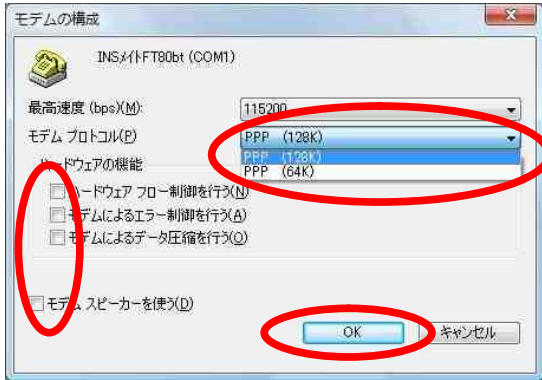 モデムの構成
INSメイトFT80bt (COM1)
最高速度 (bps)(M): 115200
モデム プロトコル(P) PPP (128K)
PPP (128K)
PPP (64K)
ハードウェアの機能
ハードウェア フロー制御を行う(N)
モデムによるエラー制御を行う(A)
モデムによるデータ圧縮を行う(O)
モデム スピーカーを使う(D)
OK キャンセル